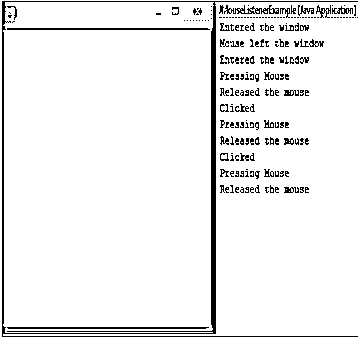 MouseListenerExample [Java Application]
Entered the window
Mouse left the window
Entered the window
Pressing Mouse
Released the mouse
Clicked
Pressing Mouse
Released the mouse
Clicked
Pressing Mouse
Released the mouse